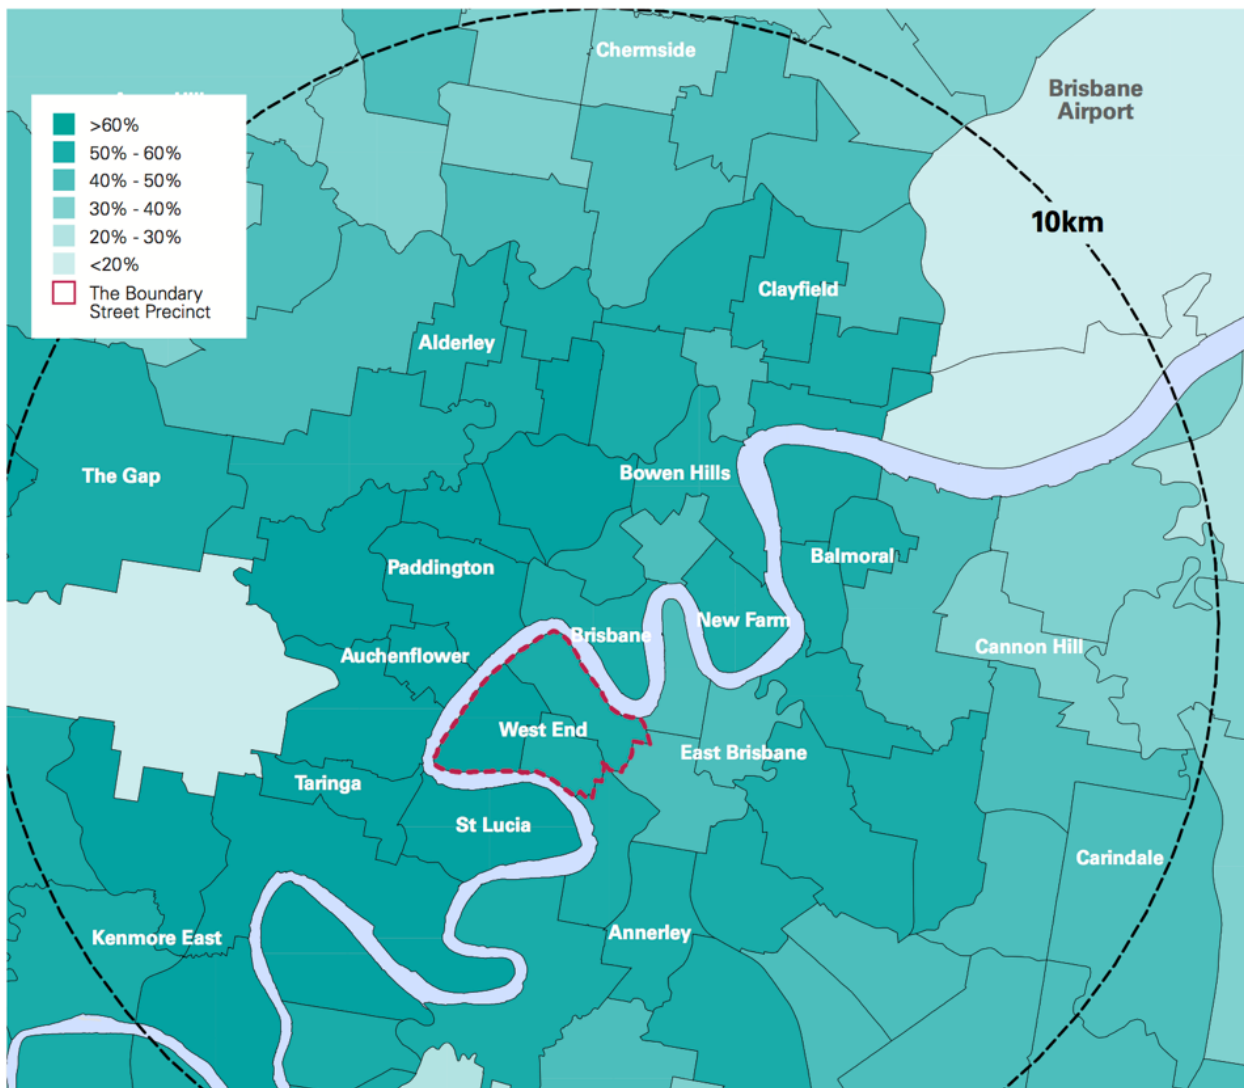 Chermside
Brisbane
Airport
>60%
50% - 60%
40% - 50%
30% - 40%
20% - 30%
<20%
The Boundary
Street Precinct
10km
Clayfield
Alderley
The Gap
Bowen Hills
Paddington
Balmoral
New Farm
Brisbane
Cannon Hill
Auchenflower
West End
East Brisbane
Taringa
St Lucia
Carindale
Kenmore East
Annerley